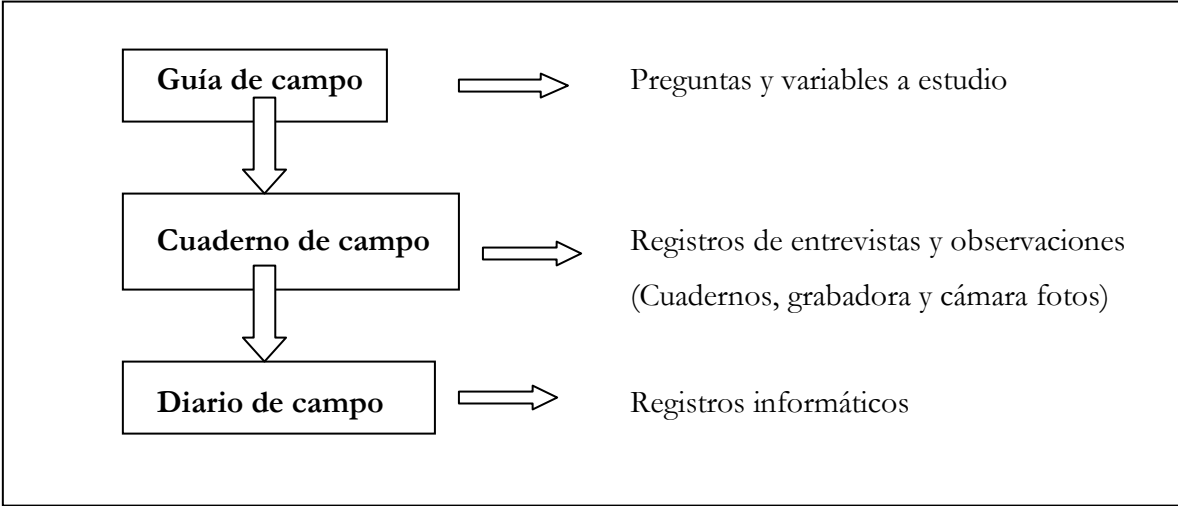 Guía de campo
Preguntas y variables a estudio
Cuaderno de campo
Registros de entrevistas y observaciones
(Cuadernos, grabadora y cámara fotos)
Diario de campo
Registros informáticos